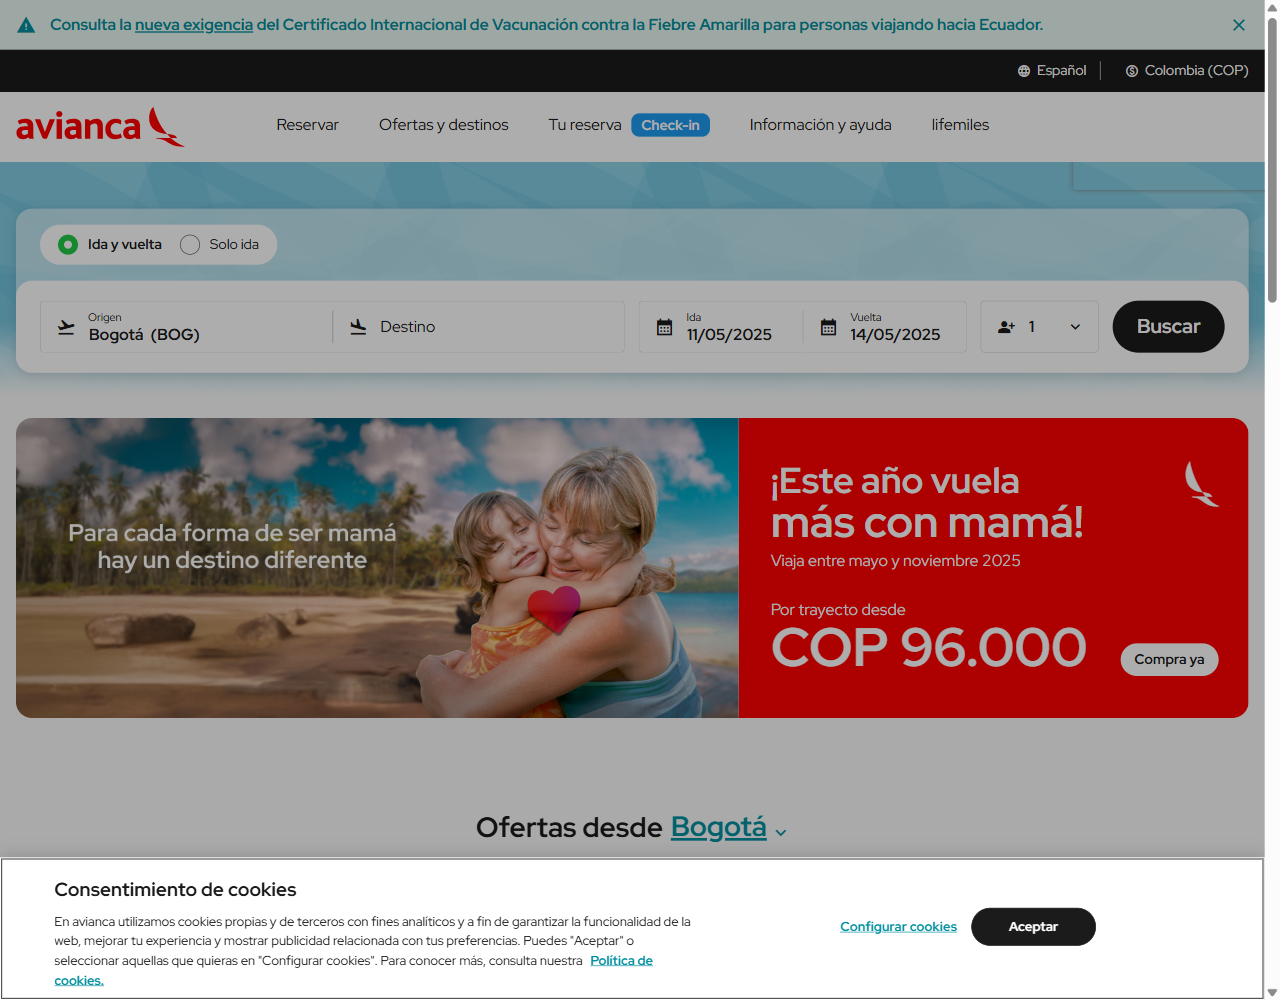 Consulta la nueva exigencia del Certificado Internacional de Vacunación contra la Fiebre Amarilla para personas viajando hacia Ecuador.
Español
Colombia (COP)
avianca
Reservar
Ofertas y destinos
Tu reserva
Check-in
Información y ayuda
lifemiles
Ida y vuelta
Solo ida
Origen
Bogotá (BOG)
Destino
Ida
11/05/2025
Vuelta
14/05/2025
1
Buscar
Para cada forma de ser mamá
hay un destino diferente
¡Este año vuela
más con mamá!
Viaja entre mayo y noviembre 2025
Por trayecto desde
COP 96.000
Compra ya
Ofertas desde Bogotá
Consentimiento de cookies
En avianca utilizamos cookies propias y de terceros con fines analíticos y a fin de garantizar la funcionalidad de la
web, mejorar tu experiencia y mostrar publicidad relacionada con tus preferencias. Puedes "Aceptar" o
seleccionar aquellas que quieras en "Configurar cookies". Para conocer más, consulta nuestra Política de
cookies.
Configurar cookies
Aceptar